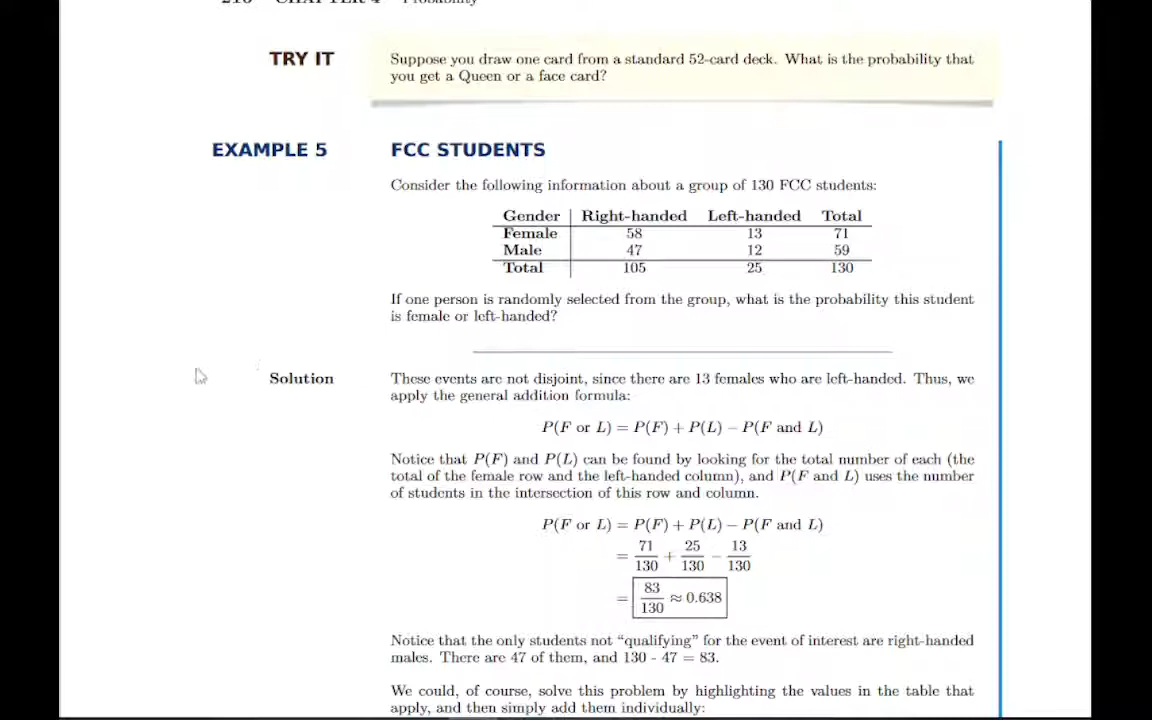 216 CHAPTER 4 Probability
TRY IT
Suppose you draw one card from a standard 52-card deck. What is the probability that
you get a Queen or a face card?
EXAMPLE 5 FCC STUDENTS
Consider the following information about a group of 130 FCC students:
Gender Right-handed Left-handed Total
Female 58 13 71
Male 47 12 59
Total 105 25 130
If one person is randomly selected from the group, what is the probability this student
is female or left-handed?
Solution These events are not disjoint, since there are 13 females who are left-handed. Thus, we
apply the general addition formula:
P(F or L) = P(F) + P(L) − P(F and L)
Notice that P(F) and P(L) can be found by looking for the total number of each (the
total of the female row and the left-handed column), and P(F and L) uses the number
of students in the intersection of this row and column.
P(F or L) = P(F) + P(L) − P(F and L)
= 71/130 + 25/130 − 13/130
= 83/130 ≈ 0.638
Notice that the only students not “qualifying” for the event of interest are right-handed
males. There are 47 of them, and 130 - 47 = 83.
We could, of course, solve this problem by highlighting the values in the table that
apply, and then simply add them individually: